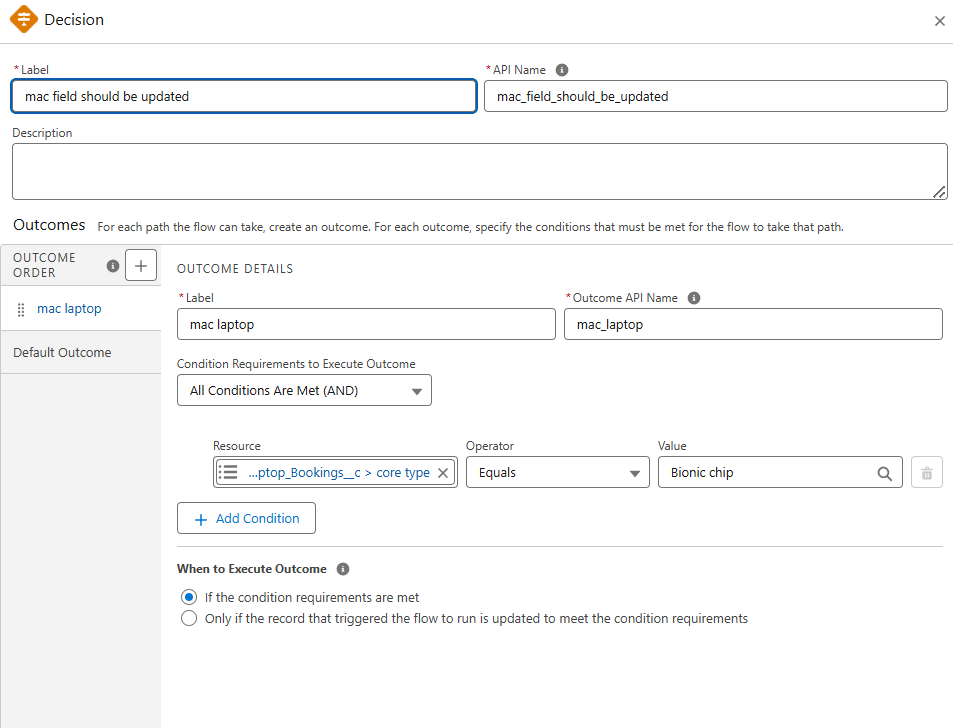 Decision
* Label
* API Name
mac field should be updated
mac_field_should_be_updated
Description
Outcomes For each path the flow can take, create an outcome. For each outcome, specify the conditions that must be met for the flow to take that path.
OUTCOME
ORDER
mac laptop
Default Outcome
OUTCOME DETAILS
* Label
* Outcome API Name
mac laptop
mac_laptop
Condition Requirements to Execute Outcome
All Conditions Are Met (AND)
Resource
Operator
Value
...ptop_Bookings__c > core type
Equals
Bionic chip
+ Add Condition
When to Execute Outcome
If the condition requirements are met
Only if the record that triggered the flow to run is updated to meet the condition requirements